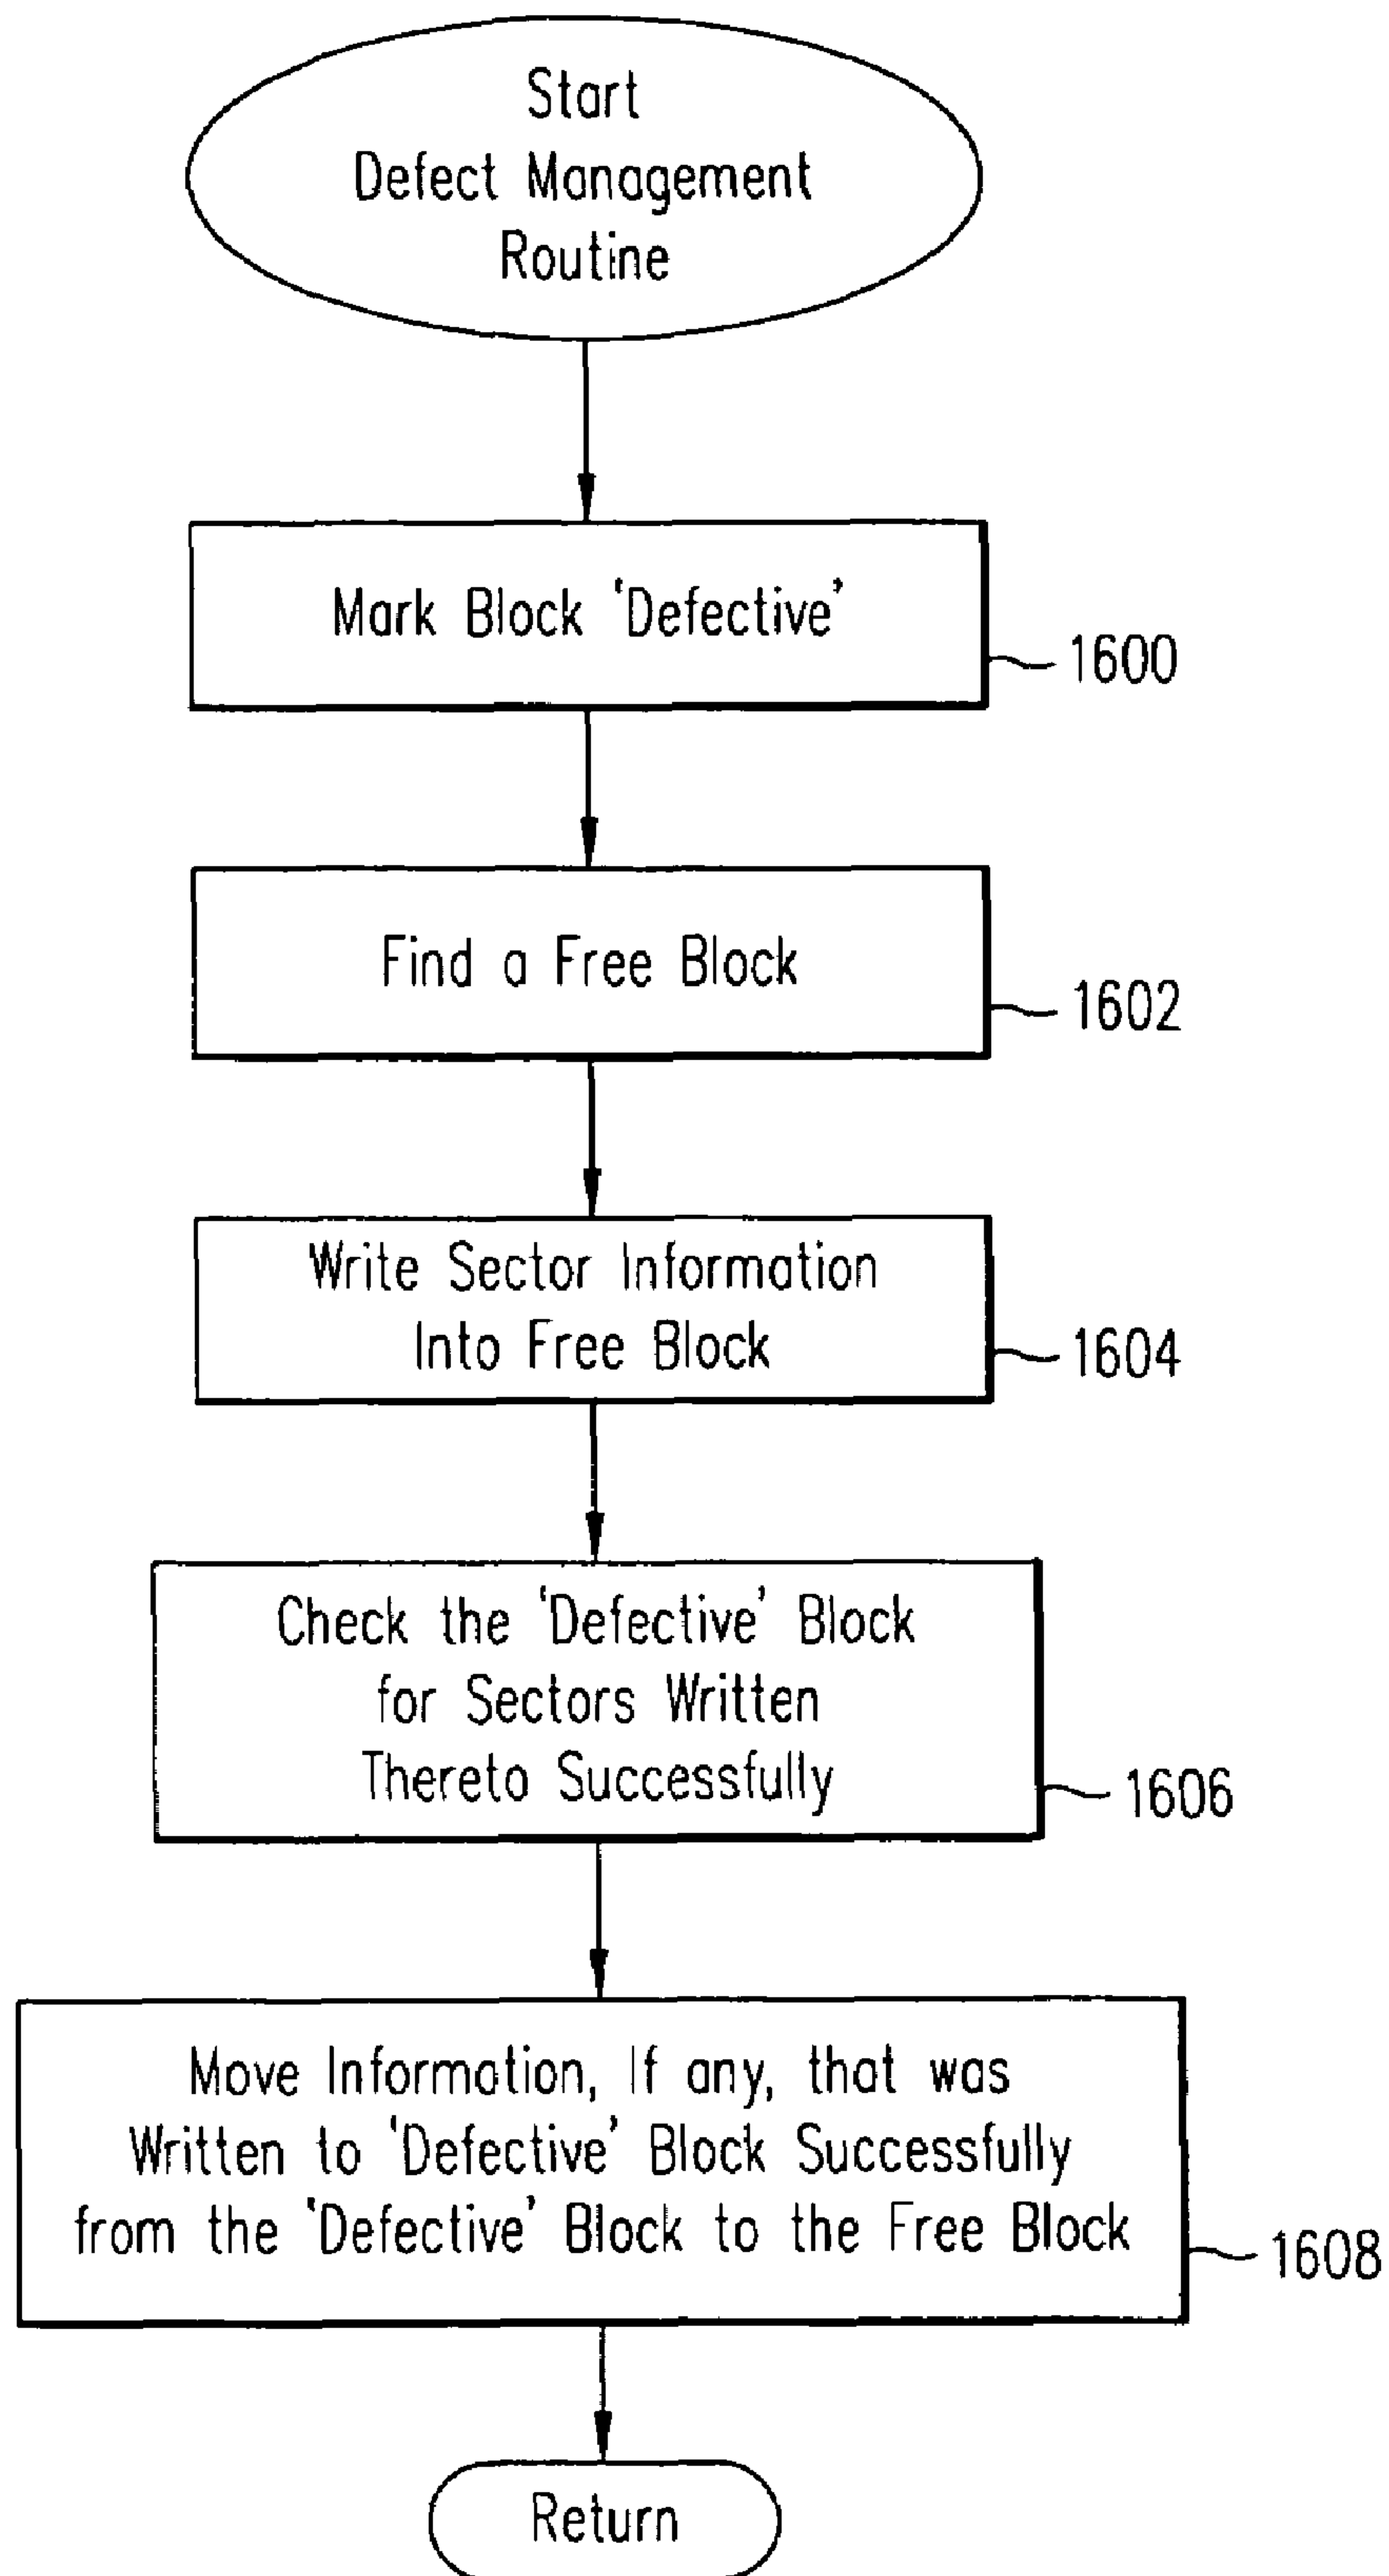 Start
Defect Management
Routine
Mark Block 'Defective'
1600
Find a Free Block
1602
Write Sector Information
Into Free Block
1604
Check the 'Defective' Block
for Sectors Written
Thereto Successfully
1606
Move Information, If any, that was
Written to 'Defective' Block Successfully
from the 'Defective' Block to the Free Block
1608
Return